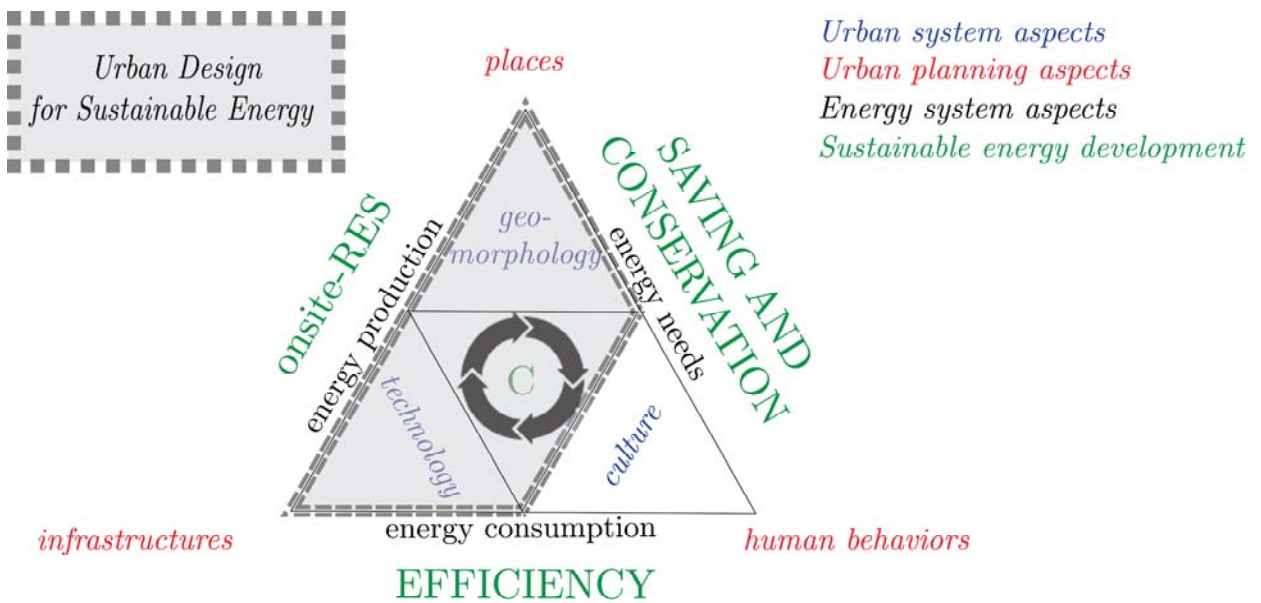 Urban Design
for Sustainable Energy
Urban system aspects
Urban planning aspects
Energy system aspects
Sustainable energy development
places
SAVING AND
CONSERVATION
onsite-RES
energy production
geo-
morphology
energy needs
C
technology
culture
infrastructures
energy consumption
human behaviors
EFFICIENCY